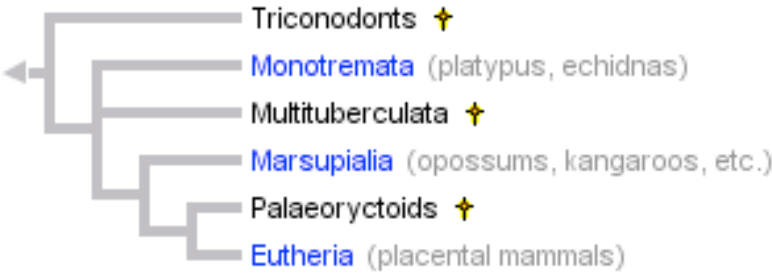 Triconodonts
Monotremata (platypus, echidnas)
Multituberculata
Marsupialia (opossums, kangaroos, etc.)
Palaeoryctoids
Eutheria (placental mammals)